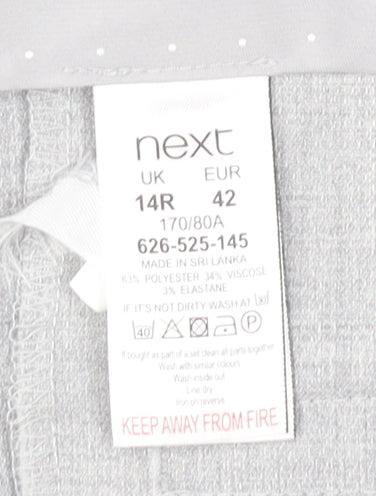 next
UK EUR
14R 42
170/80A
626-525-145
MADE IN SRI LANKA
63% POLYESTER 34% VISCOSE
3% ELASTANE
IF IT'S NOT DIRTY WASH AT 30
40 P
If bought as part of a set clean all parts together
Wash with similar colours
Wash inside out
Line dry
Iron on reverse
KEEP AWAY FROM FIRE